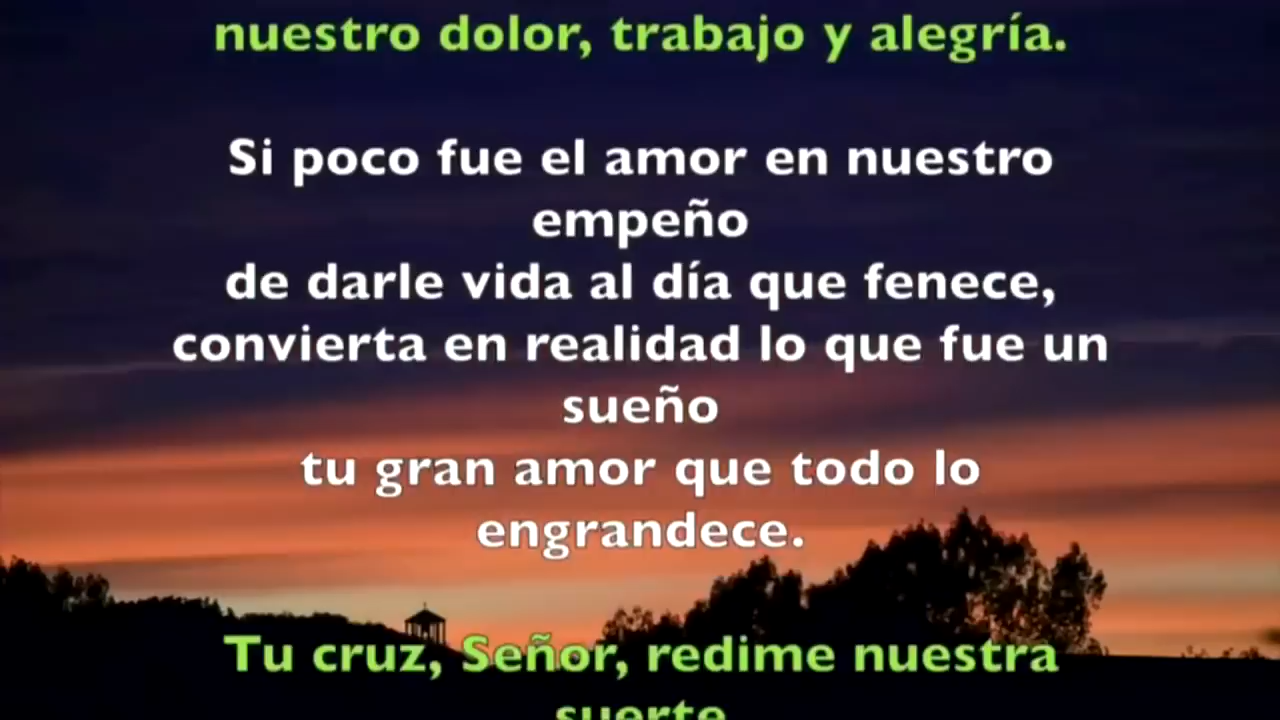 nuestro dolor, trabajo y alegría.
Si poco fue el amor en nuestro
empeño
de darle vida al día que fenece,
convierta en realidad lo que fue un
sueño
tu gran amor que todo lo
engrandece.
Tu cruz, Señor, redime nuestra
suerte